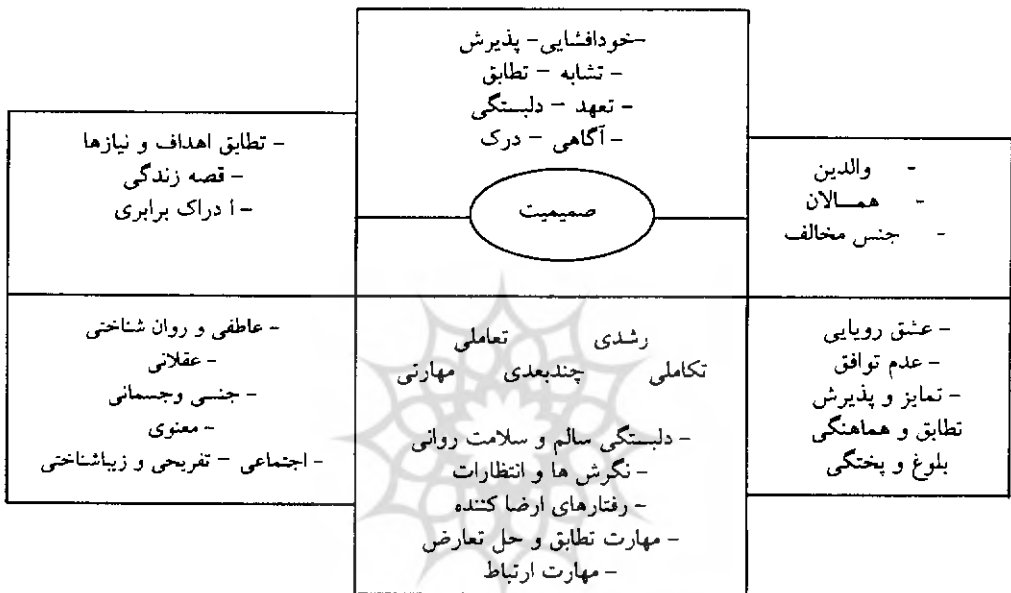 -خودافشایی- پذیرش
- تشابه – تطابق
- تعهد – دلبستگی
- آگاهی – درک
صمیمیت
- والدین
- همسالان
- جنس مخالف
- تطابق اهداف و نیازها
- قصه زندگی
- ا دراک برابری
- عشق رویایی
- عدم توافق
- تمایز و پذیرش
تطابق و هماهنگی
بلوغ و پختگی
رشدی تعاملی
تکاملی چندبعدی مهارتی
- دلبستگی سالم و سلامت روانی
- نگرش ها و انتظارات
- رفتارهای ارضا کننده
- مهارت تطابق و حل تعارض
- مهارت ارتباط
- عاطفی و روان شناختی
- عقلانی
- جنسی وجسمانی
- معنوی
- اجتماعی – تفریحی و زیباشناختی